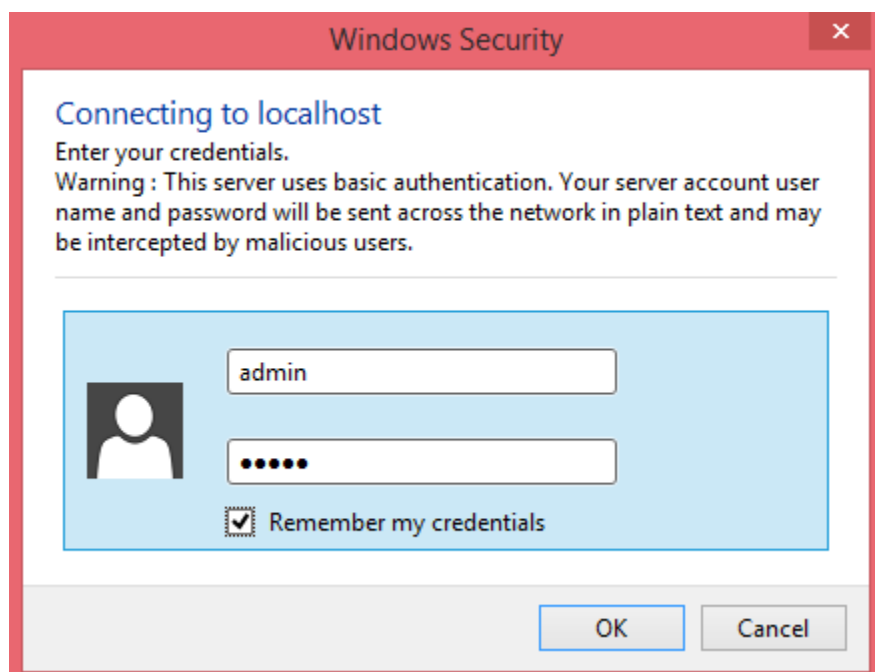 Windows Security
Connecting to localhost
Enter your credentials.
Warning : This server uses basic authentication. Your server account user
name and password will be sent across the network in plain text and may
be intercepted by malicious users.
admin
●●●●●
Remember my credentials
OK
Cancel